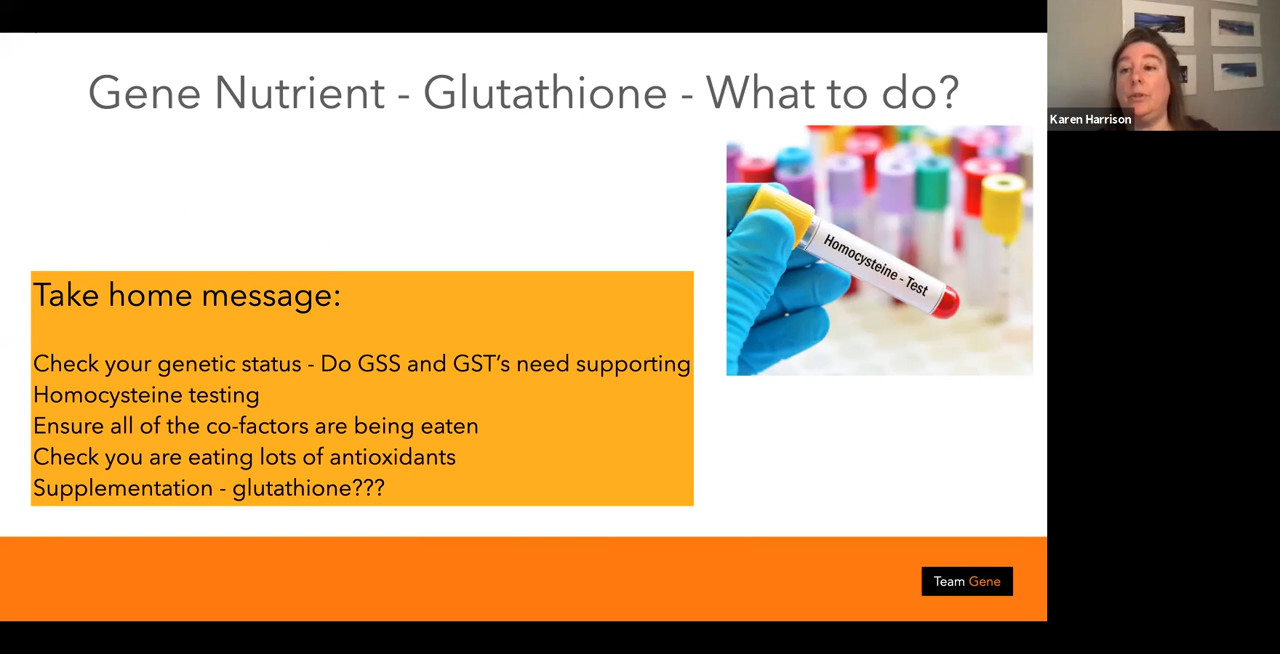 Gene Nutrient - Glutathione - What to do?
Karen Harrison
Homocysteine - Test
Take home message:
Check your genetic status - Do GSS and GST’s need supporting
Homocysteine testing
Ensure all of the co-factors are being eaten
Check you are eating lots of antioxidants
Supplementation - glutathione???
Team Gene